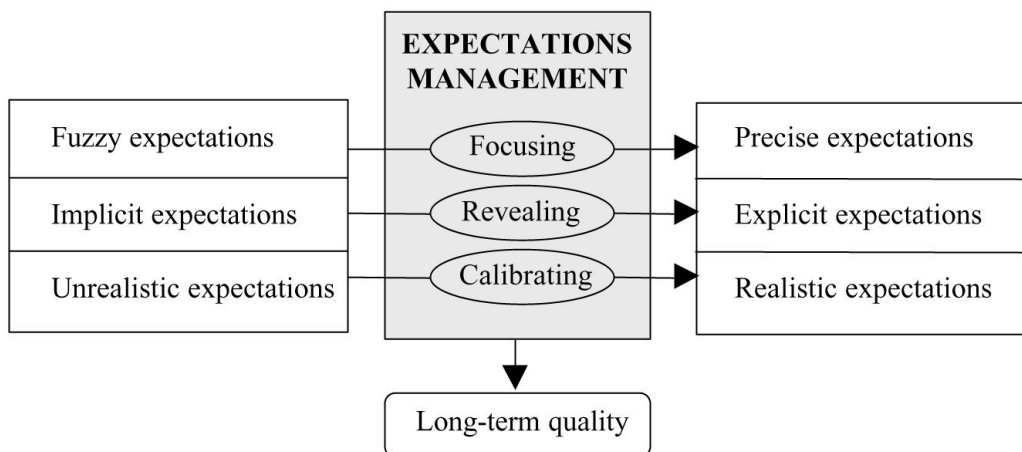 EXPECTATIONS
MANAGEMENT
Fuzzy expectations
Focusing
Precise expectations
Implicit expectations
Revealing
Explicit expectations
Unrealistic expectations
Calibrating
Realistic expectations
Long-term quality